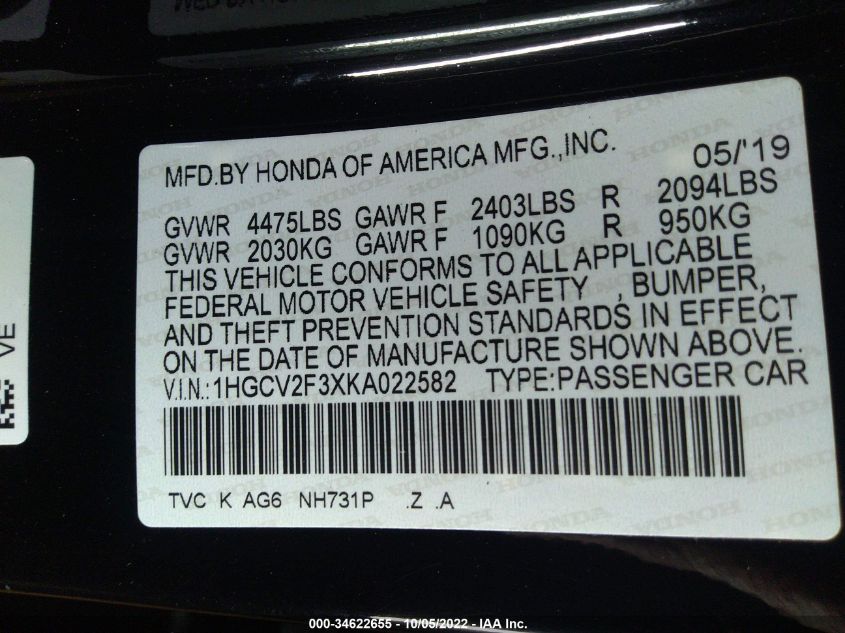 MFD.BY HONDA OF AMERICA MFG.,INC. 05/'19
GVWR 4475LBS GAWR F 2403LBS R 2094LBS
GVWR 2030KG GAWR F 1090KG R 950KG
THIS VEHICLE CONFORMS TO ALL APPLICABLE
FEDERAL MOTOR VEHICLE SAFETY , BUMPER,
AND THEFT PREVENTION STANDARDS IN EFFECT
ON THE DATE OF MANUFACTURE SHOWN ABOVE.
V.I.N.:1HGCV2F3XKA022582 TYPE:PASSENGER CAR
TVC K AG6 NH731P .Z .A
VE
000-34622655 - 10/05/2022 - IAA Inc.